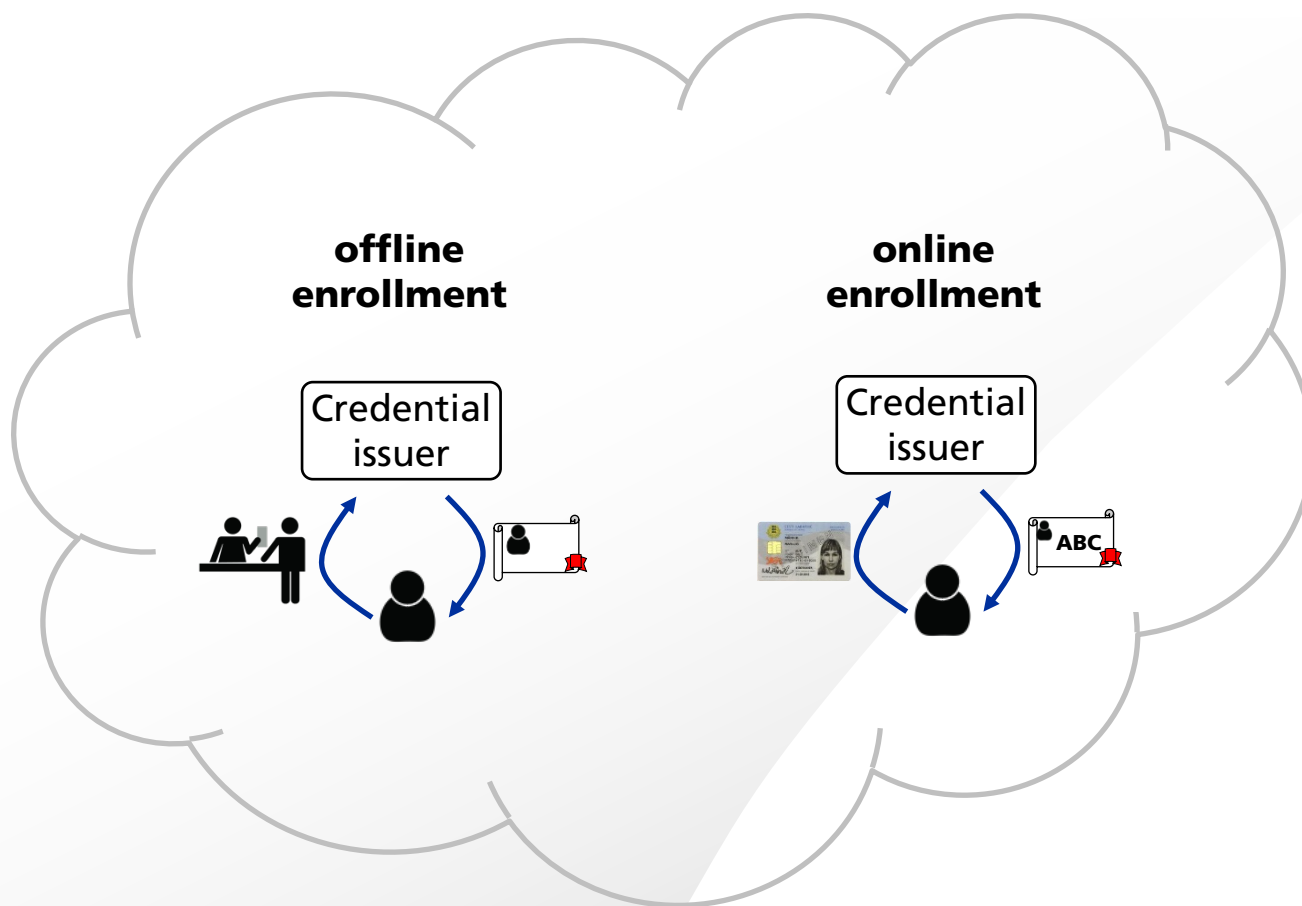 offline
enrollment
online
enrollment
Credential
issuer
Credential
issuer
ABC